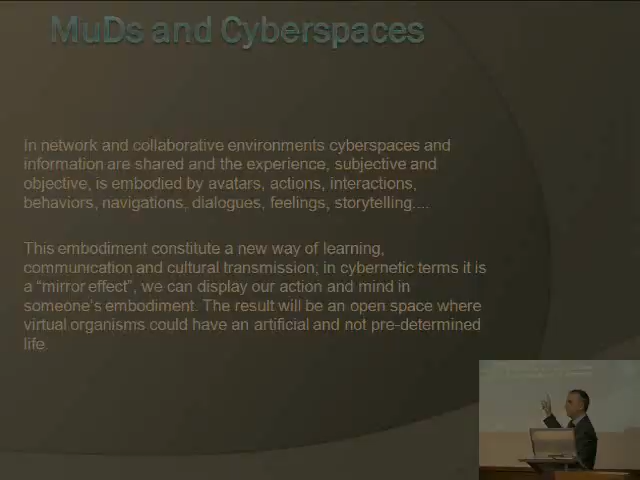 MuDs and Cyberspaces
In network and collaborative environments cyberspaces and
information are shared and the experience, subjective and
objective, is embodied by avatars, actions, interactions,
behaviors, navigations, dialogues, feelings, storytelling....
This embodiment constitute a new way of learning,
communication and cultural transmission; in cybernetic terms it is
a “mirror effect”, we can display our action and mind in
someone’s embodiment. The result will be an open space where
virtual organisms could have an artificial and not pre-determined
life.